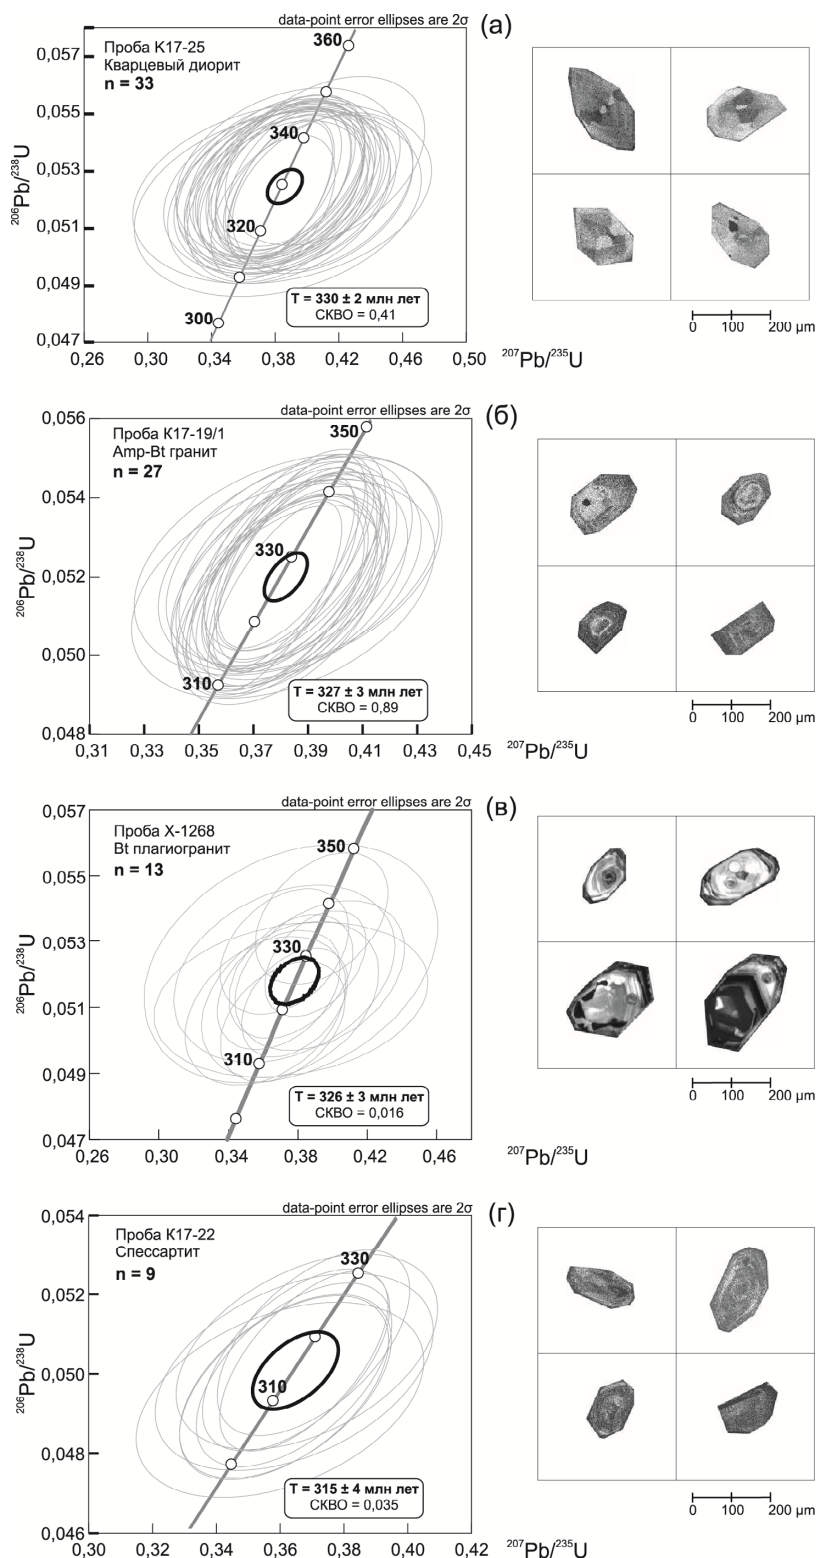 data-point error ellipses are 2σ
(а)
Проба K17-25
Кварцевый диорит
n = 33
360
340
320
300
0,057
0,055
0,053
0,051
0,049
0,047
²⁰⁶Pb/²³⁸U
T = 330 ± 2 млн лет
СКВО = 0,41
0,26 0,30 0,34 0,38 0,42 0,46 0,50
²⁰⁷Pb/²³⁵U
0 100 200 µm
data-point error ellipses are 2σ
(б)
Проба К17-19/1
Amp-Bt гранит
n = 27
350
330
310
0,056
0,054
0,052
0,050
0,048
²⁰⁶Pb/²³⁸U
T = 327 ± 3 млн лет
СКВО = 0,89
0,31 0,33 0,35 0,37 0,39 0,41 0,43 0,45
²⁰⁷Pb/²³⁵U
0 100 200 µm
data-point error ellipses are 2σ
(в)
Проба X-1268
Bt плагиогранит
n = 13
350
330
310
0,057
0,055
0,053
0,051
0,049
0,047
²⁰⁶Pb/²³⁸U
T = 326 ± 3 млн лет
СКВО = 0,016
0,26 0,30 0,34 0,38 0,42 0,46
²⁰⁷Pb/²³⁵U
0 100 200 µm
data-point error ellipses are 2σ
(г)
Проба К17-22
Спессартит
n = 9
330
310
0,054
0,052
0,050
0,048
0,046
²⁰⁶Pb/²³⁸U
T = 315 ± 4 млн лет
СКВО = 0,035
0,30 0,32 0,34 0,36 0,38 0,40 0,42
²⁰⁷Pb/²³⁵U
0 100 200 µm